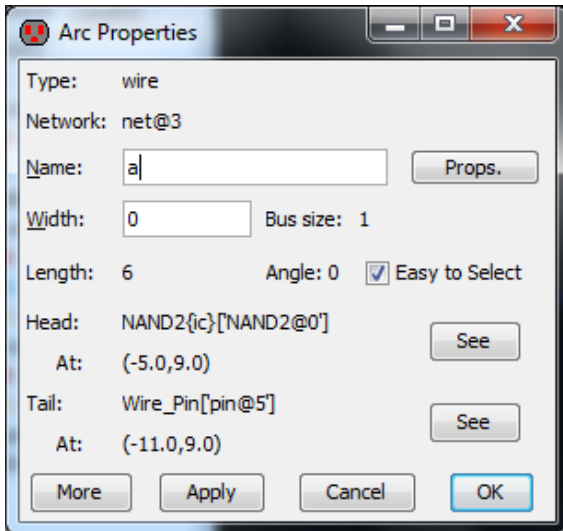 Arc Properties
Type: wire
Network: net@3
Name: a Props.
Width: 0 Bus size: 1
Length: 6 Angle: 0 Easy to Select
Head: NAND2{ic}['NAND2@0'] See
At: (-5.0,9.0)
Tail: Wire_Pin['pin@5'] See
At: (-11.0,9.0)
More Apply Cancel OK